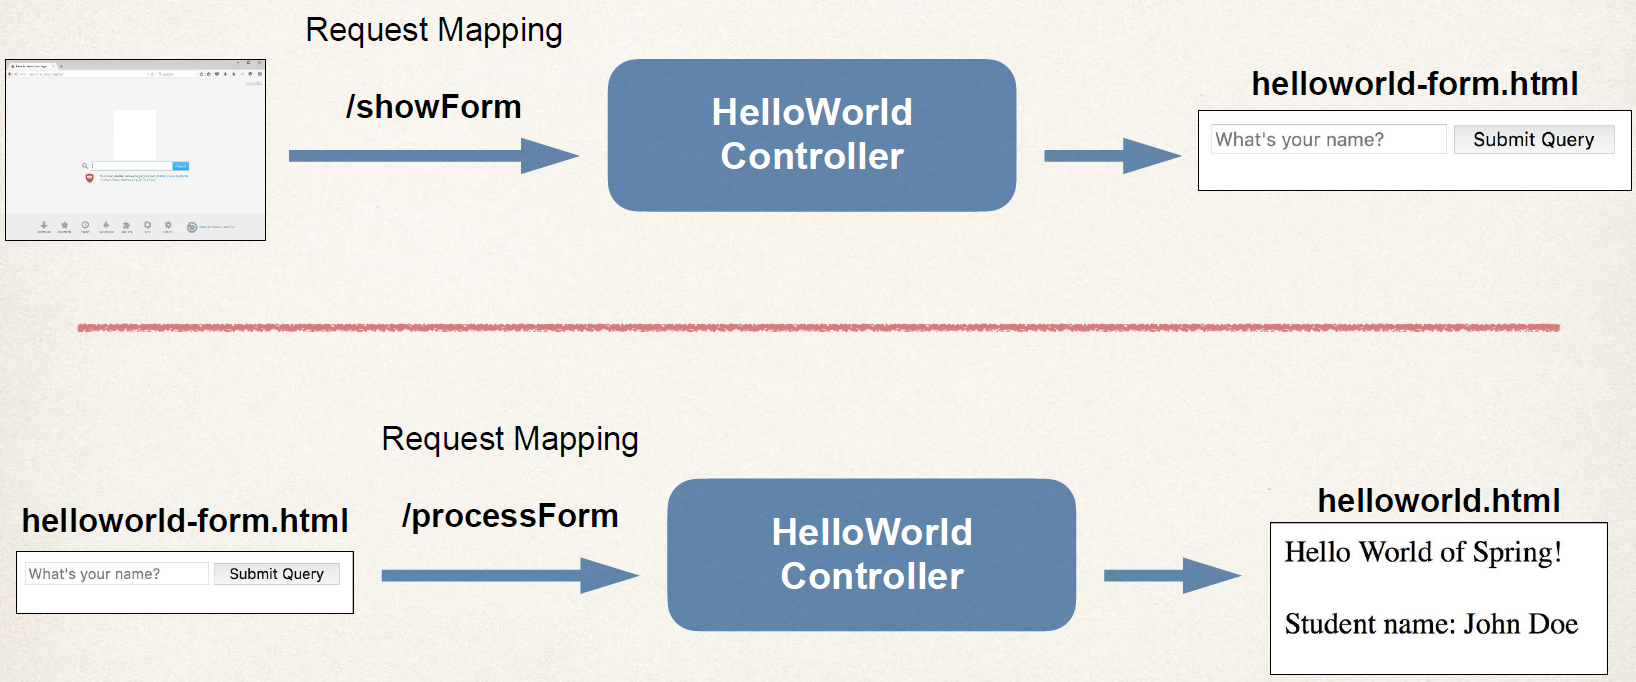 Request Mapping
/showForm
HelloWorld
Controller
helloworld-form.html
What's your name?
Submit Query
Request Mapping
helloworld-form.html
/processForm
What's your name?
Submit Query
HelloWorld
Controller
helloworld.html
Hello World of Spring!
Student name: John Doe